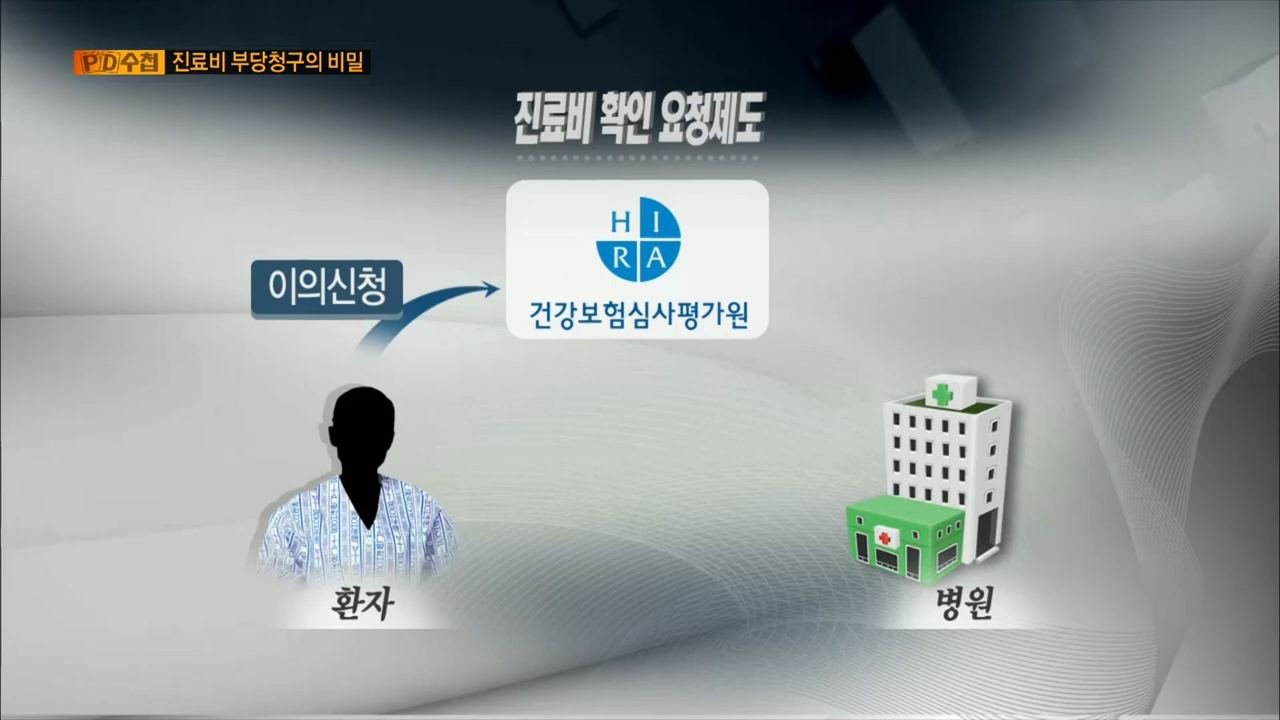 PD수첩 진료비 부당청구의 비밀
진료비 확인 요청제도
H I
R A
건강보험심사평가원
이의신청
환자
병원